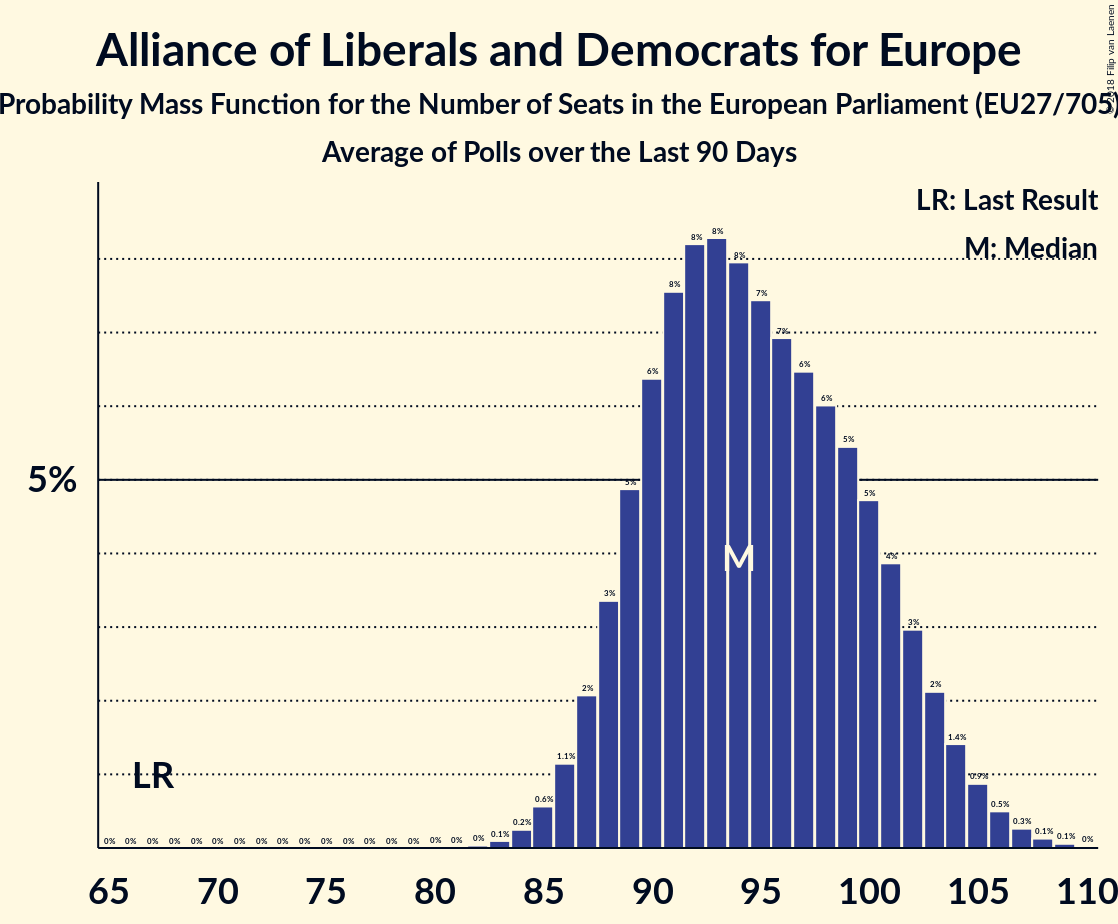 Alliance of Liberals and Democrats for Europe
Probability Mass Function for the Number of Seats in the European Parliament (EU27/705)
Average of Polls over the Last 90 Days
© 2018 Filip van Laenen
LR: Last Result
M: Median
5%
LR
M
0% 0% 0% 0% 0% 0% 0% 0% 0% 0% 0% 0% 0% 0% 0% 0% 0% 0% 0.1% 0.2% 0.6% 1.1% 2% 3% 5% 6% 8% 8% 8% 8% 7% 7% 6% 6% 5% 5% 4% 3% 2% 1.4% 0.9% 0.5% 0.3% 0.1% 0.1% 0%
65 70 75 80 85 90 95 100 105 110